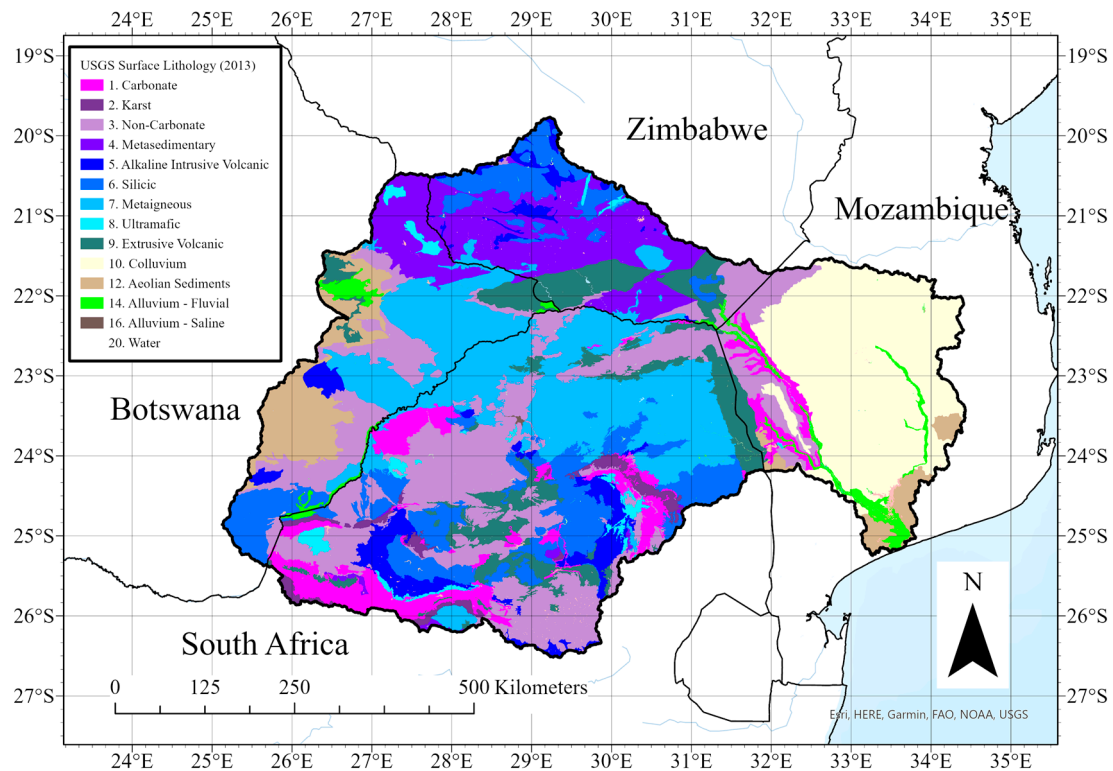 24°E 25°E 26°E 27°E 28°E 29°E 30°E 31°E 32°E 33°E 34°E 35°E
19°S 19°S
USGS Surface Lithology (2013)
1. Carbonate
2. Karst
3. Non-Carbonate
4. Metasedimentary
5. Alkaline Intrusive Volcanic
6. Silicic
7. Metaigneous
8. Ultramafic
9. Extrusive Volcanic
10. Colluvium
12. Aeolian Sediments
14. Alluvium - Fluvial
16. Alluvium - Saline
20. Water
Zimbabwe
20°S 20°S
Mozambique
21°S 21°S
22°S 22°S
23°S 23°S
Botswana
24°S 24°S
25°S 25°S
N
26°S 26°S
South Africa
0 125 250 500 Kilometers
27°S 27°S
Esri, HERE, Garmin, FAO, NOAA, USGS
24°E 25°E 26°E 27°E 28°E 29°E 30°E 31°E 32°E 33°E 34°E 35°E